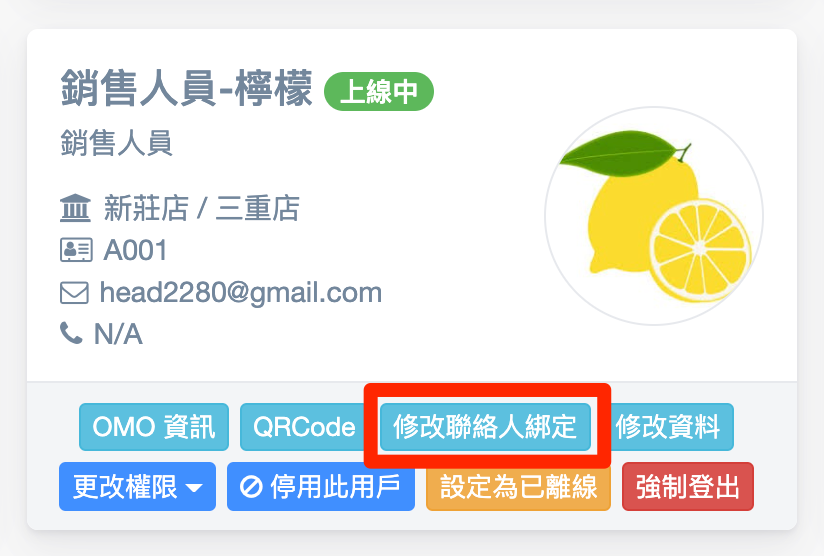 銷售人員-檸檬 上線中
銷售人員
新莊店 / 三重店
A001
head2280@gmail.com
N/A
OMO 資訊 QRCode 修改聯絡人綁定 修改資料
更改權限 停用此用戶 設定為已離線 強制登出